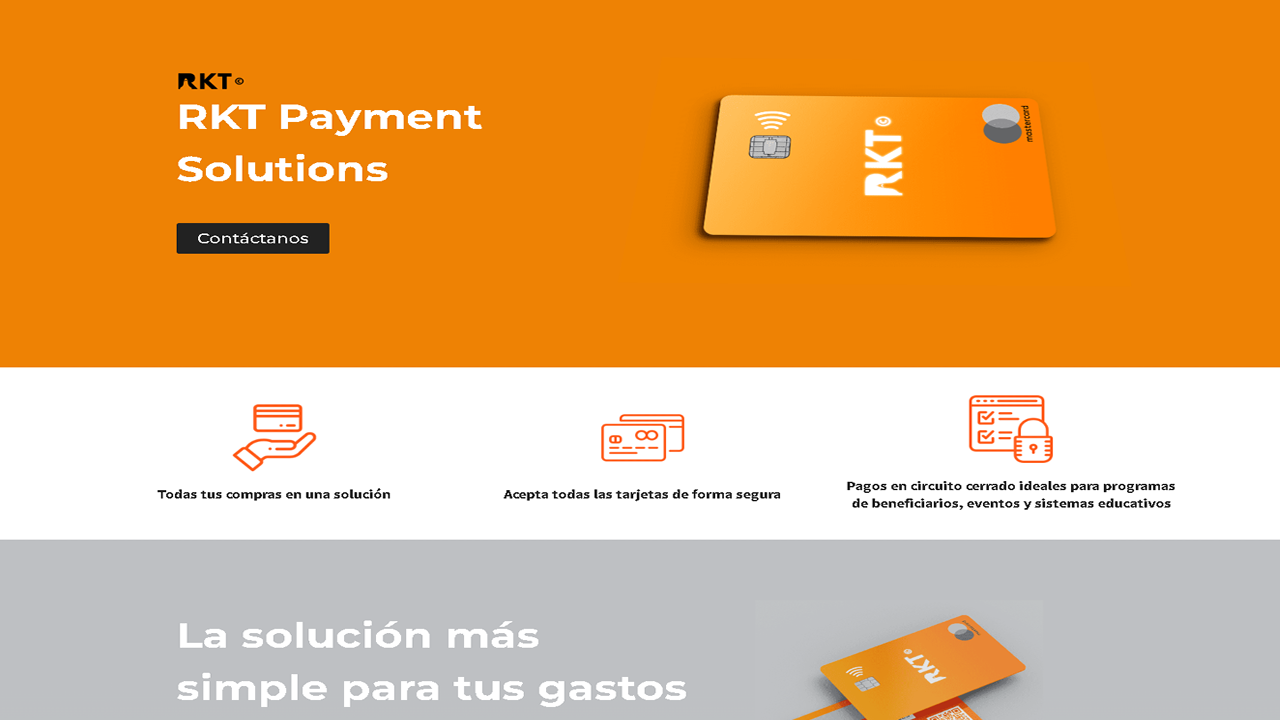 RKT©
RKT Payment
Solutions
Contáctanos
RKT©
mastercard
Todas tus compras en una solución
Acepta todas las tarjetas de forma segura
Pagos en circuito cerrado ideales para programas
de beneficiarios, eventos y sistemas educativos
La solución más
simple para tus gastos
RKT©